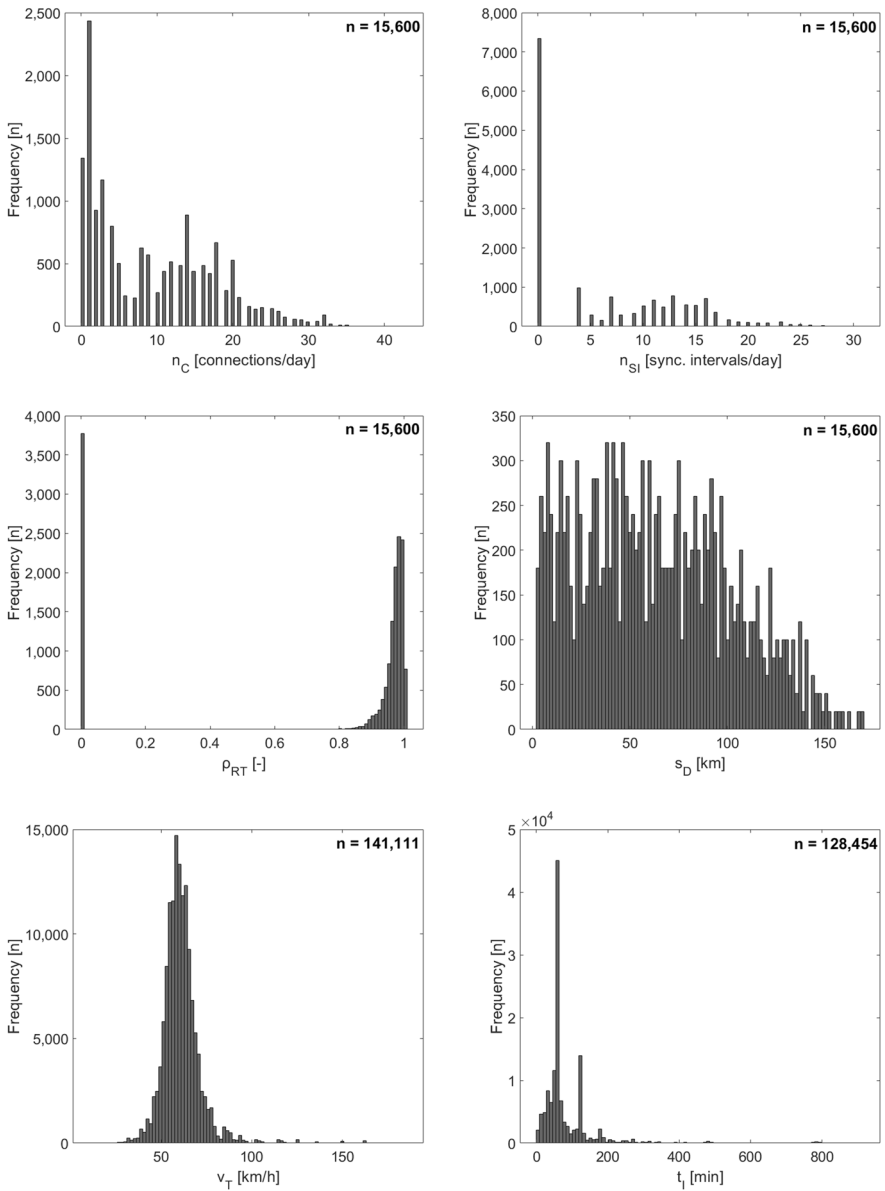 n = 15,600
2,500
2,000
1,500
1,000
500
0
Frequency [n]
0 10 20 30 40
n_C [connections/day]
n = 15,600
8,000
7,000
6,000
5,000
4,000
3,000
2,000
1,000
0
Frequency [n]
0 5 10 15 20 25 30
n_SI [sync. intervals/day]
n = 15,600
4,000
3,500
3,000
2,500
2,000
1,500
1,000
500
0
Frequency [n]
0 0.2 0.4 0.6 0.8 1
ρ_RT [-]
n = 15,600
350
300
250
200
150
100
50
0
Frequency [n]
0 50 100 150
s_D [km]
n = 141,111
15,000
10,000
5,000
0
Frequency [n]
50 100 150
v_T [km/h]
×10^4
n = 128,454
5
4
3
2
1
0
Frequency [n]
0 200 400 600 800
t_I [min]